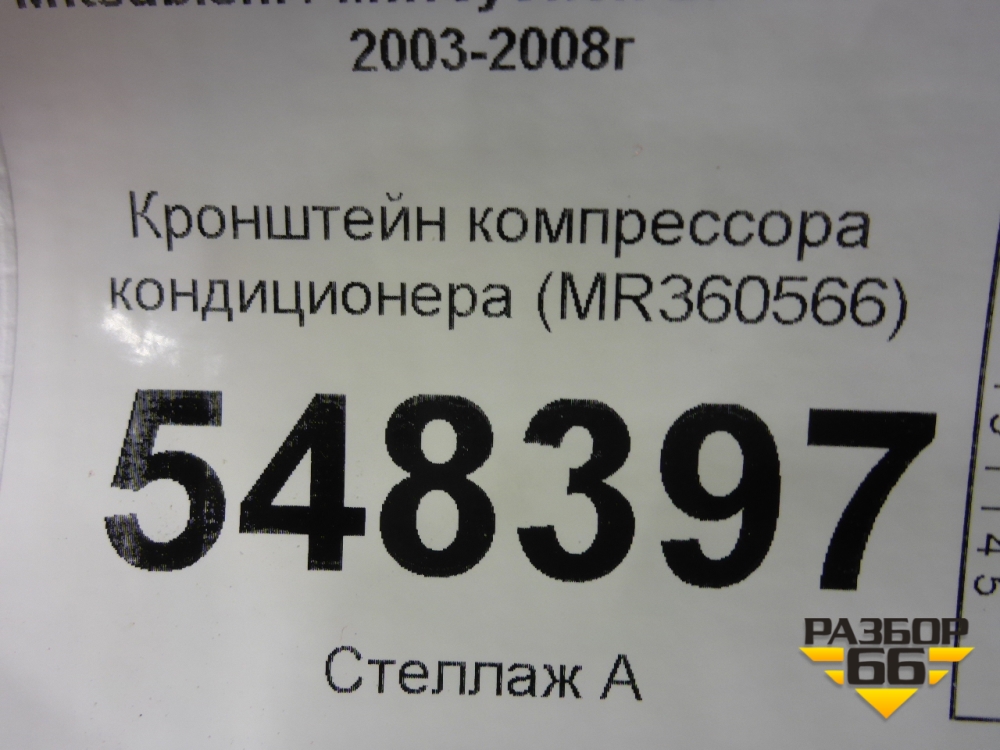 2003-2008г
Кронштейн компрессора
кондиционера (MR360566)
548397
Стеллаж А
РАЗБОР
66